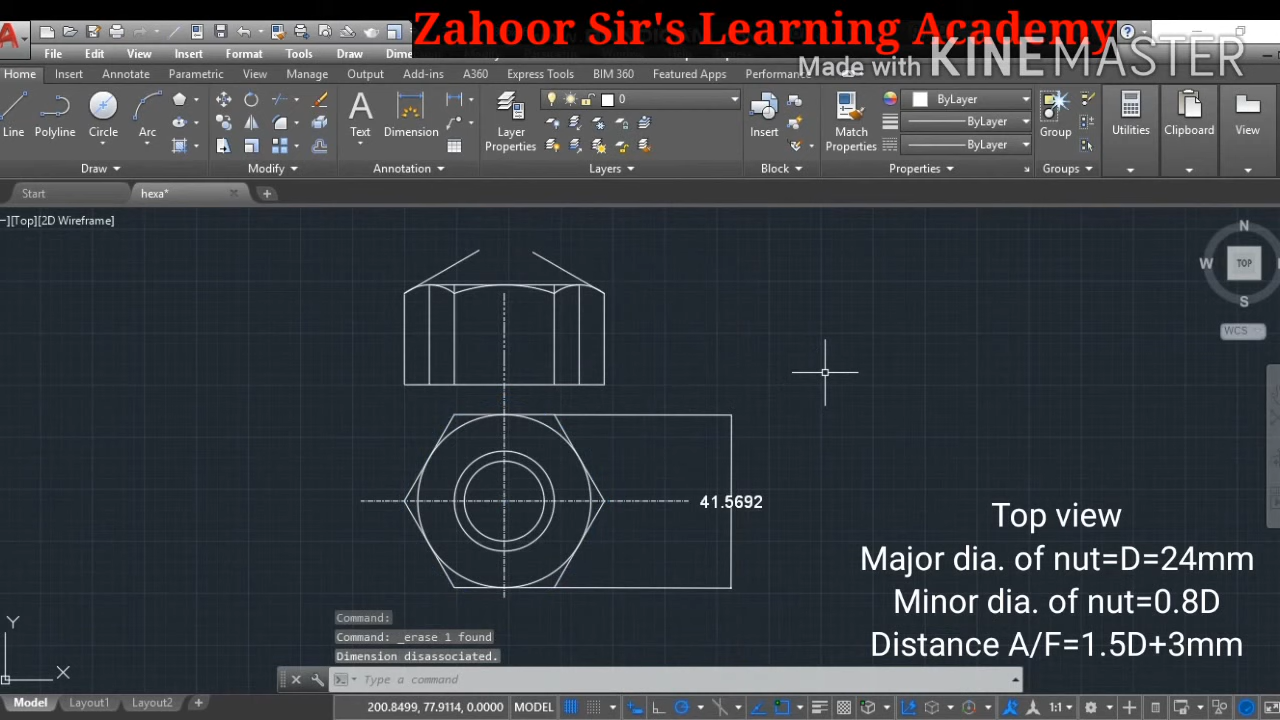 Zahoor Sir's Learning Academy
Made with KINEMASTER
File Edit View Insert Format Tools Draw
Home Insert Annotate Parametric View Manage Output Add-ins A360 Express Tools BIM 360 Featured Apps Performance
Line Polyline Circle Arc Text Dimension Layer Properties 0 Insert Match Properties ByLayer ByLayer ByLayer Group Utilities Clipboard View
Draw Modify Annotation Layers Block Properties Groups
Start hexa*
–][Top][2D Wireframe]
N
W TOP
S
WCS
41.5692
Top view
Major dia. of nut=D=24mm
Minor dia. of nut=0.8D
Distance A/F=1.5D+3mm
Command:
Command: _erase 1 found
Dimension disassociated.
Y
X
Type a command
Model Layout1 Layout2
200.8499, 77.9114, 0.0000 MODEL 1:1